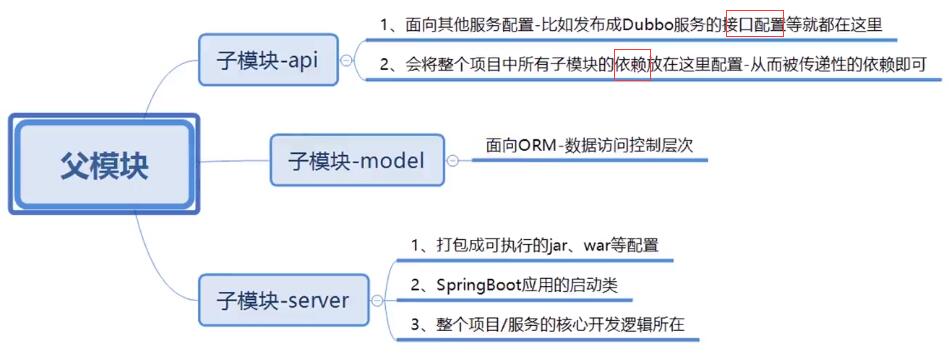 父模块
子模块-api
1、面向其他服务配置-比如发布成Dubbo服务的接口配置等就都在这里
2、会将整个项目中所有子模块的依赖放在这里配置-从而被传递性的依赖即可
子模块-model
面向ORM-数据访问控制层次
子模块-server
1、打包成可执行的jar、war等配置
2、SpringBoot应用的启动类
3、整个项目/服务的核心开发逻辑所在